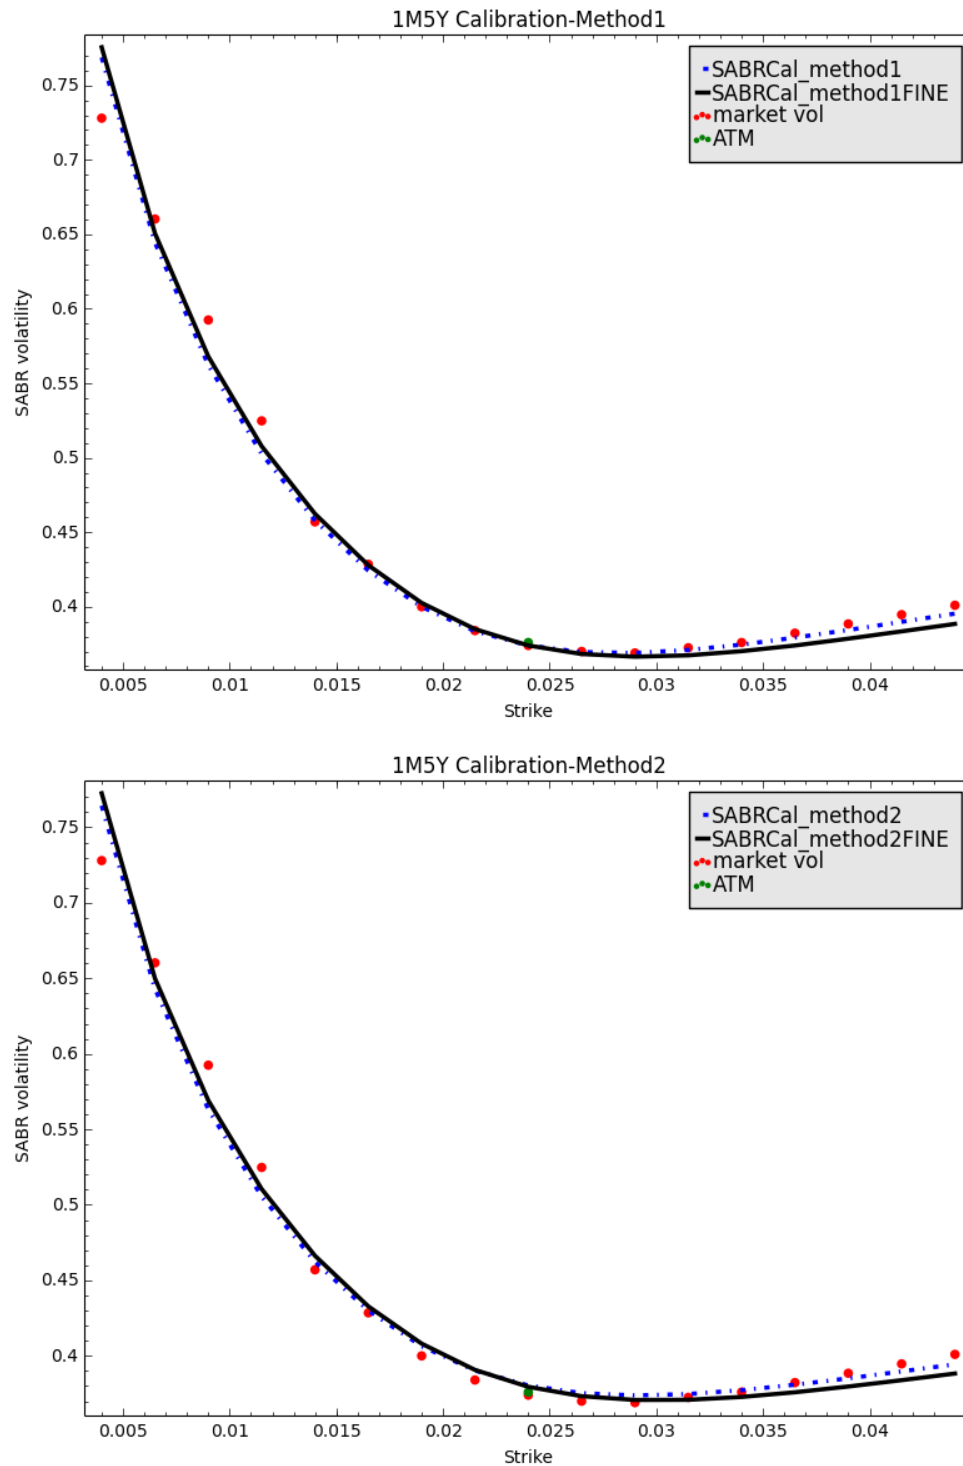 1M5Y Calibration-Method1
SABRCal_method1
SABRCal_method1FINE
market vol
ATM
0.75
0.7
0.65
0.6
0.55
0.5
0.45
0.4
SABR volatility
0.005 0.01 0.015 0.02 0.025 0.03 0.035 0.04
Strike
1M5Y Calibration-Method2
SABRCal_method2
SABRCal_method2FINE
market vol
ATM
0.75
0.7
0.65
0.6
0.55
0.5
0.45
0.4
SABR volatility
0.005 0.01 0.015 0.02 0.025 0.03 0.035 0.04
Strike